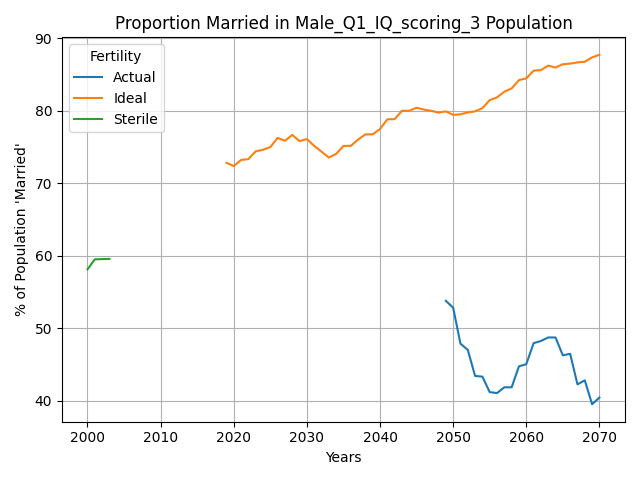 Proportion Married in Male_Q1_IQ_scoring_3 Population
90
80
70
60
50
40
% of Population 'Married'
Fertility
Actual
Ideal
Sterile
2000 2010 2020 2030 2040 2050 2060 2070
Years